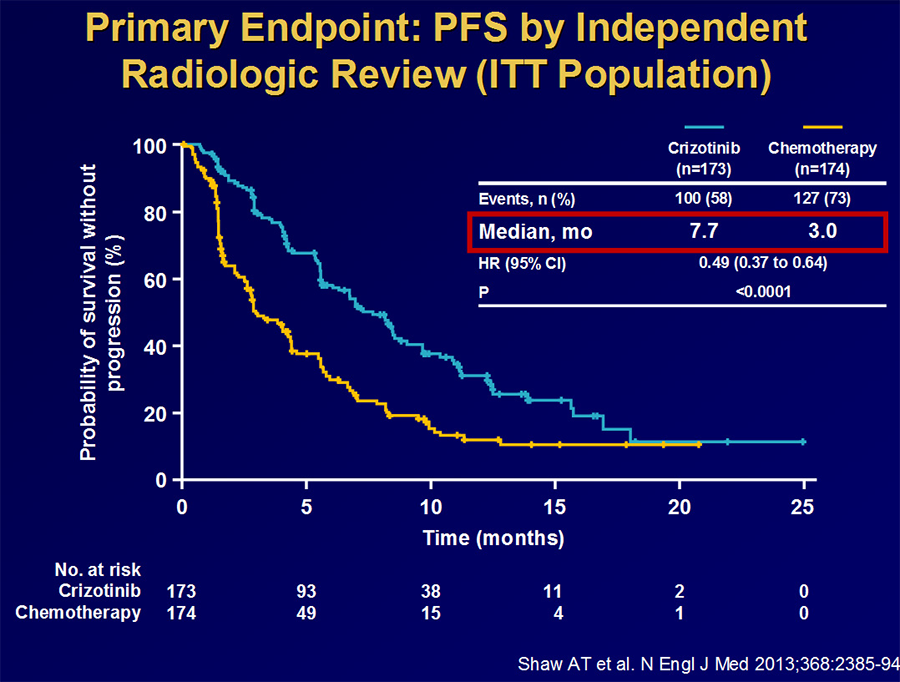 Primary Endpoint: PFS by Independent
Radiologic Review (ITT Population)
Crizotinib
(n=173)
Chemotherapy
(n=174)
Events, n (%) 100 (58) 127 (73)
Median, mo 7.7 3.0
HR (95% CI) 0.49 (0.37 to 0.64)
P <0.0001
Probability of survival without
progression (% )
100
80
60
40
20
0
0 5 10 15 20 25
Time (months)
No. at risk
Crizotinib 173 93 38 11 2 0
Chemotherapy 174 49 15 4 1 0
Shaw AT et al. N Engl J Med 2013;368:2385-94